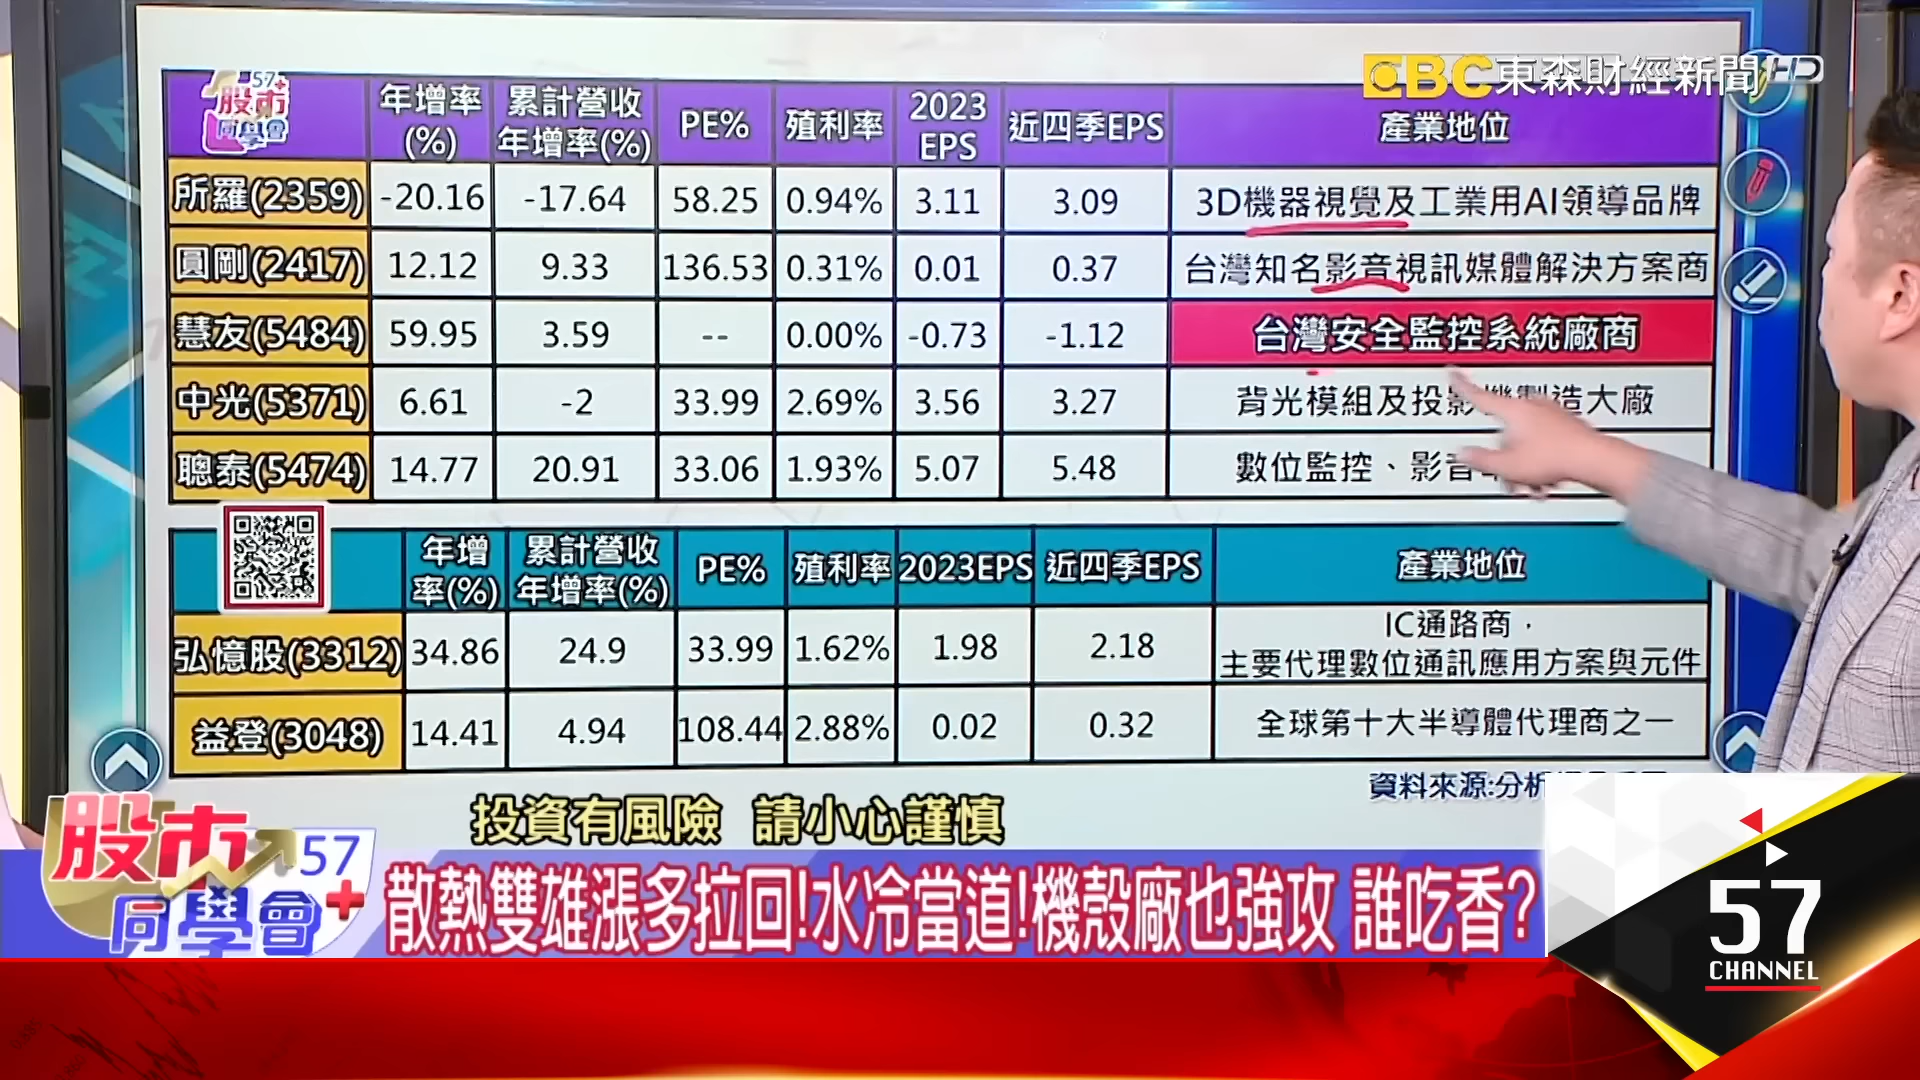 EBC 東森財經新聞 HD
57+
股市
同學會
年增率(%) 累計營收年增率(%) PE% 殖利率 2023 EPS 近四季EPS 產業地位
所羅(2359) -20.16 -17.64 58.25 0.94% 3.11 3.09 3D機器視覺及工業用AI領導品牌
圓剛(2417) 12.12 9.33 136.53 0.31% 0.01 0.37 台灣知名影音視訊媒體解決方案商
慧友(5484) 59.95 3.59 -- 0.00% -0.73 -1.12 台灣安全監控系統廠商
中光(5371) 6.61 -2 33.99 2.69% 3.56 3.27 背光模組及投影機製造大廠
聰泰(5474) 14.77 20.91 33.06 1.93% 5.07 5.48 數位監控、影音
年增率(%) 累計營收年增率(%) PE% 殖利率 2023EPS 近四季EPS 產業地位
弘憶股(3312) 34.86 24.9 33.99 1.62% 1.98 2.18 IC通路商，
主要代理數位通訊應用方案與元件
益登(3048) 14.41 4.94 108.44 2.88% 0.02 0.32 全球第十大半導體代理商之一
資料來源:分析
投資有風險 請小心謹慎
股市 57
同學會+
散熱雙雄漲多拉回!水冷當道!機殼廠也強攻 誰吃香?
57
CHANNEL